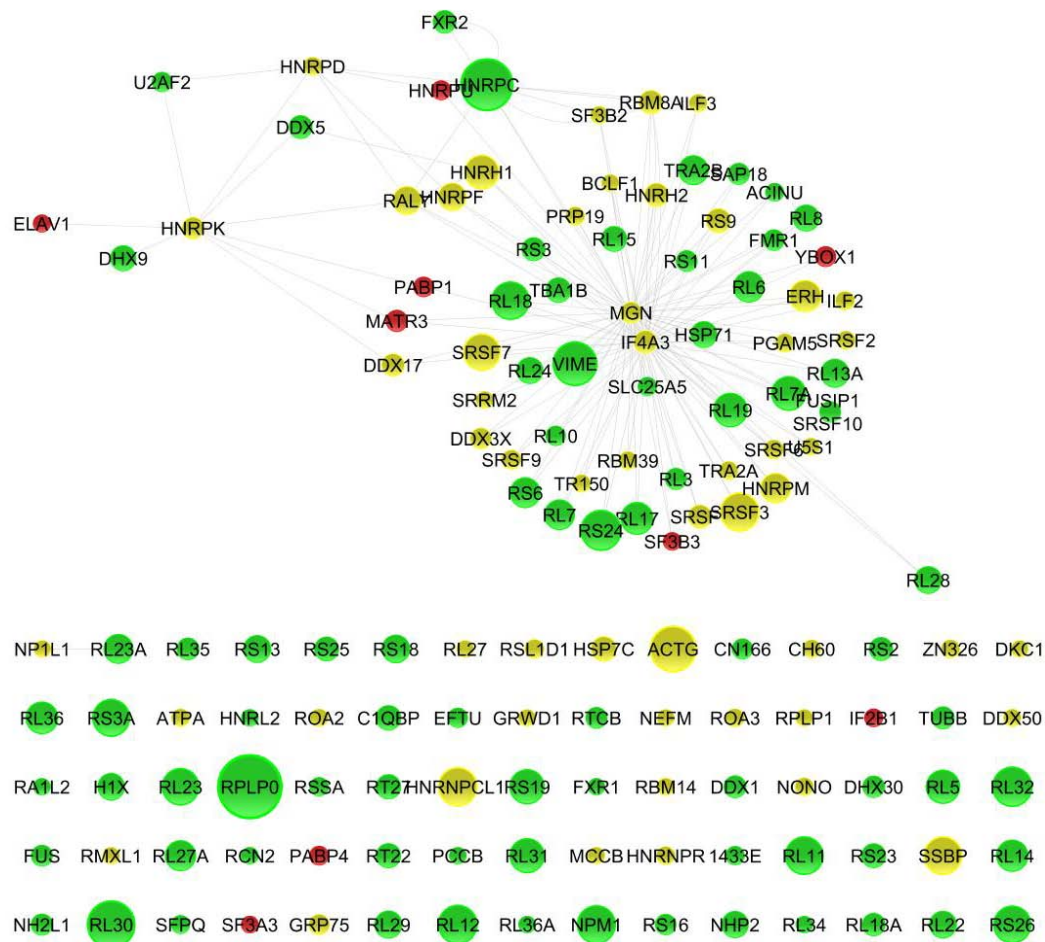 FXR2
HNRPD
U2AF2
HNRPU
HNRPC
RBM8A
ILF3
SF3B2
DDX5
HNRH1
TRA2B
SAP18
BCLF1
HNRH2
ACINU
RALY
HNRPF
PRP19
RS9
RL8
ELAV1
HNRPK
RS3
RL15
FMR1
DHX9
RS11
YBOX1
PABP1
TBA1B
RL6
RL18
ERH
ILF2
MATR3
MGN
IF4A3
HSP71
PGAM5
SRSF2
SRSF7
DDX17
VIME
RL24
RL13A
SLC25A5
RL7A
SRRM2
RL19
FUSIP1
SRSF10
DDX3X
RL10
SRSF6
U5S1
SRSF9
RBM39
TRA2A
RS6
TR150
RL3
HNRPM
RL7
RL17
SRSF
SRSF3
RS24
SF3B3
RL28
NP1L1 RL23A RL35 RS13 RS25 RS18 RL27 RSL1D1 HSP7C ACTG CN166 CH60 RS2 ZN326 DKC1
RL36 RS3A ATPA HNRL2 ROA2 C1QBP EFTU GRWD1 RTCB NEFM ROA3 RPLP1 IF2B1 TUBB DDX50
RA1L2 H1X RL23 RPLP0 RSSA RT27 HNRNPCL1 RS19 FXR1 RBM14 DDX1 NONO DHX30 RL5 RL32
FUS RMXL1 RL27A RCN2 PABP4 RT22 PCCB RL31 MCCB HNRNPR 1433E RL11 RS23 SSBP RL14
NH2L1 RL30 SFPQ SF3A3 GRP75 RL29 RL12 RL36A NPM1 RS16 NHP2 RL34 RL18A RL22 RS26